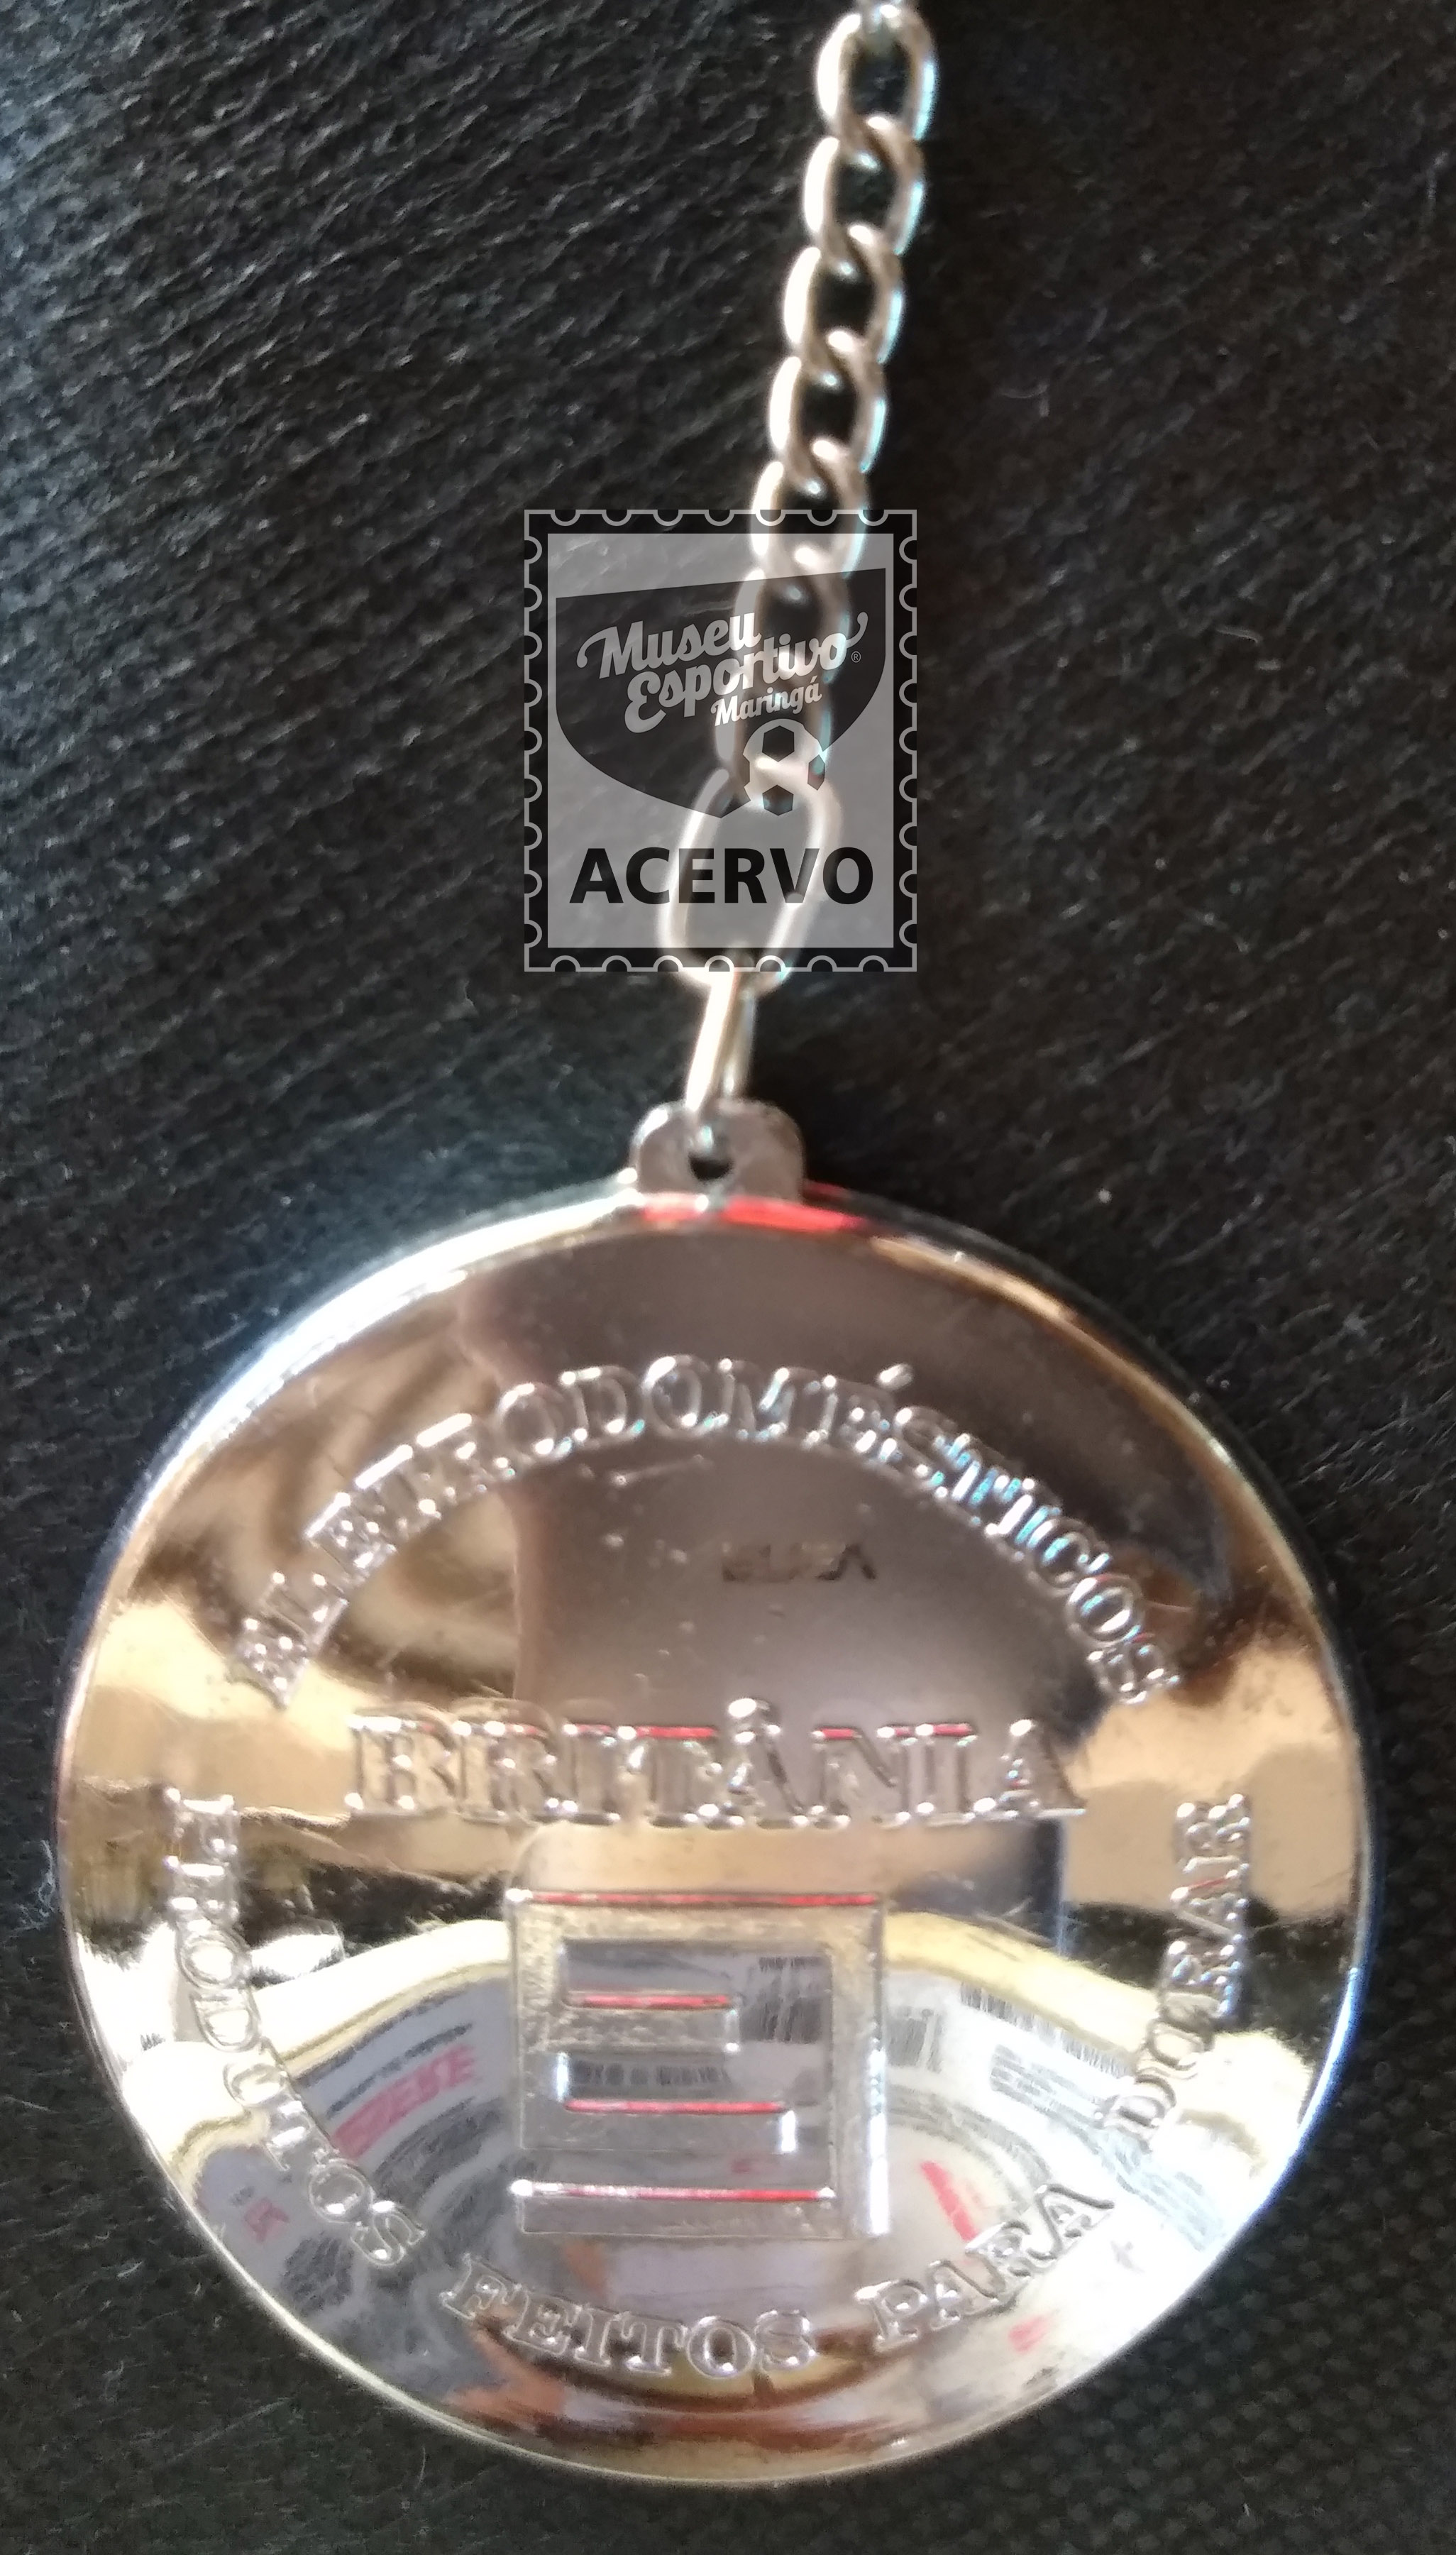 Museu
Esportivo®
Maringá
ACERVO
ELETRODOMÉSTICOS
BRITÂNIA
PRODUTOS FEITOS PARA DURAR